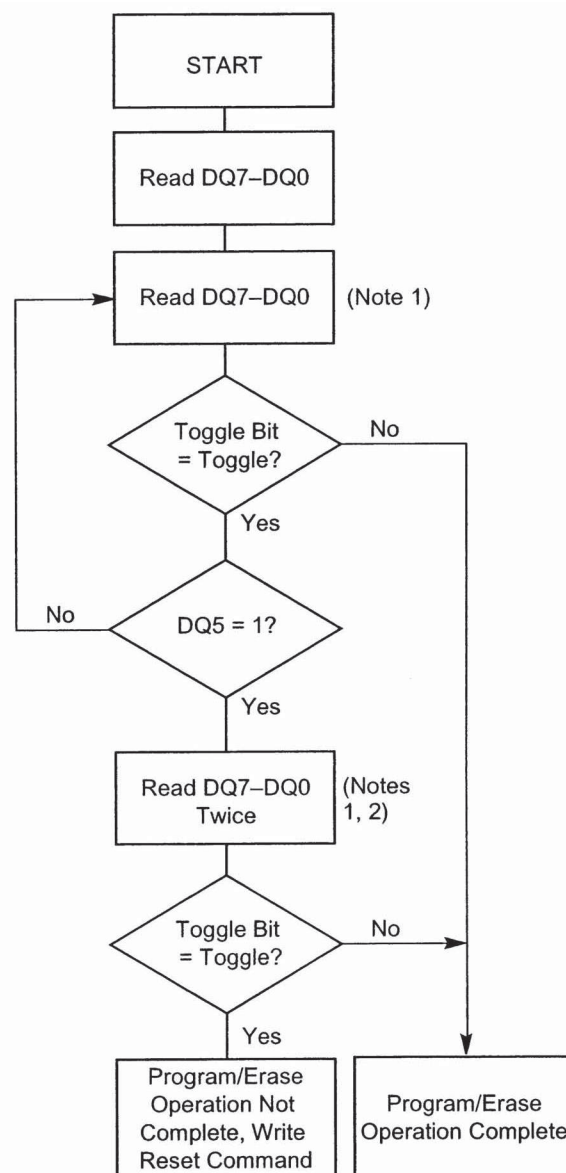 START
Read DQ7–DQ0
Read DQ7–DQ0
(Note 1)
Toggle Bit
= Toggle?
No
Yes
DQ5 = 1?
No
Yes
Read DQ7–DQ0
Twice
(Notes
1, 2)
Toggle Bit
= Toggle?
No
Yes
Program/Erase
Operation Not
Complete, Write
Reset Command
Program/Erase
Operation Complete